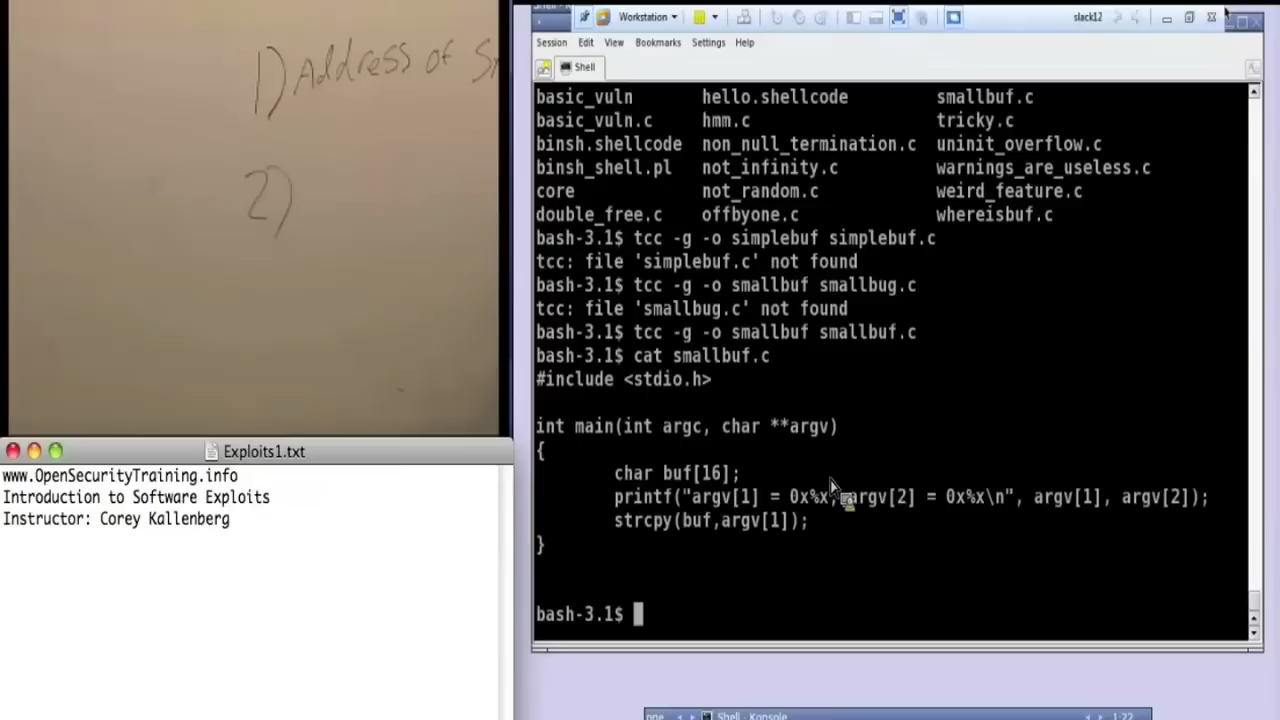 1) Address of
2)
Exploits1.txt
www.OpenSecurityTraining.info
Introduction to Software Exploits
Instructor: Corey Kallenberg
Workstation
slack12
Session Edit View Bookmarks Settings Help
Shell
basic_vuln hello.shellcode smallbuf.c
basic_vuln.c hmm.c tricky.c
binsh.shellcode non_null_termination.c uninit_overflow.c
binsh_shell.pl not_infinity.c warnings_are_useless.c
core not_random.c weird_feature.c
double_free.c offbyone.c whereisbuf.c
bash-3.1$ tcc -g -o simplebuf simplebuf.c
tcc: file 'simplebuf.c' not found
bash-3.1$ tcc -g -o smallbuf smallbug.c
tcc: file 'smallbug.c' not found
bash-3.1$ tcc -g -o smallbuf smallbuf.c
bash-3.1$ cat smallbuf.c
#include <stdio.h>
int main(int argc, char **argv)
{
char buf[16];
printf("argv[1] = 0x%x, argv[2] = 0x%x\n", argv[1], argv[2]);
strcpy(buf,argv[1]);
}
bash-3.1$
Shell - Konsole
1:22